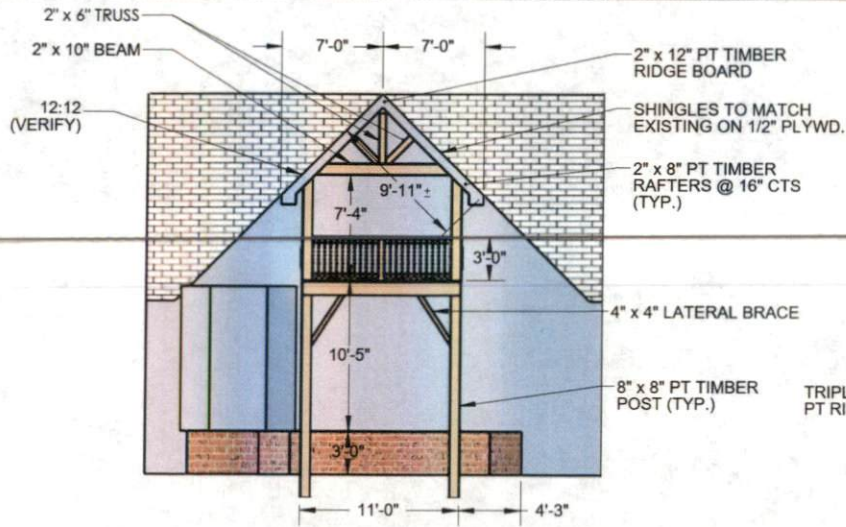 2" x 6" TRUSS
2" x 10" BEAM
7'-0"
7'-0"
2" x 12" PT TIMBER
RIDGE BOARD
12:12
(VERIFY)
SHINGLES TO MATCH
EXISTING ON 1/2" PLYWD.
9'-11"±
2" x 8" PT TIMBER
RAFTERS @ 16" CTS
(TYP.)
7'-4"
3'-0"
4" x 4" LATERAL BRACE
10'-5"
8" x 8" PT TIMBER
POST (TYP.)
TRIPL
PT RI
3'-0"
11'-0"
4'-3"